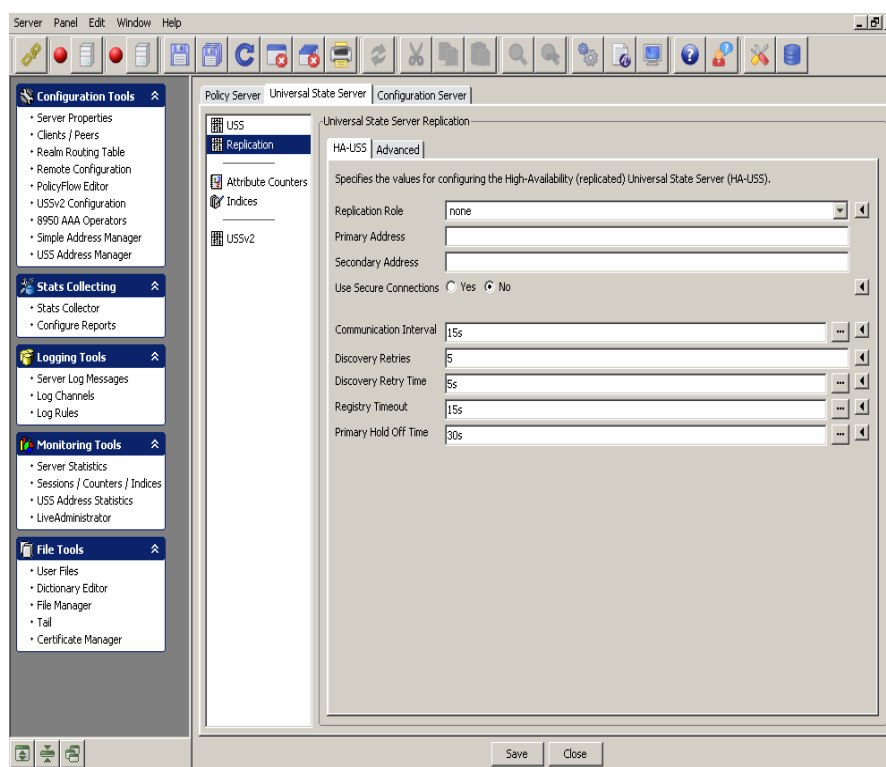 Server Panel Edit Window Help
Configuration Tools
• Server Properties
• Clients / Peers
• Realm Routing Table
• Remote Configuration
• PolicyFlow Editor
• USSv2 Configuration
• 8950 AAA Operators
• Simple Address Manager
• USS Address Manager
Stats Collecting
• Stats Collector
• Configure Reports
Logging Tools
• Server Log Messages
• Log Channels
• Log Rules
Monitoring Tools
• Server Statistics
• Sessions / Counters / Indices
• USS Address Statistics
• LiveAdministrator
File Tools
• User Files
• Dictionary Editor
• File Manager
• Tail
• Certificate Manager
Policy Server Universal State Server Configuration Server
USS
Replication
Attribute Counters
Indices
USSv2
Universal State Server Replication
HA-USS Advanced
Specifies the values for configuring the High-Availability (replicated) Universal State Server (HA-USS).
Replication Role none
Primary Address
Secondary Address
Use Secure Connections Yes No
Communication Interval 15s ...
Discovery Retries 5
Discovery Retry Time 5s ...
Registry Timeout 15s ...
Primary Hold Off Time 30s ...
Save Close